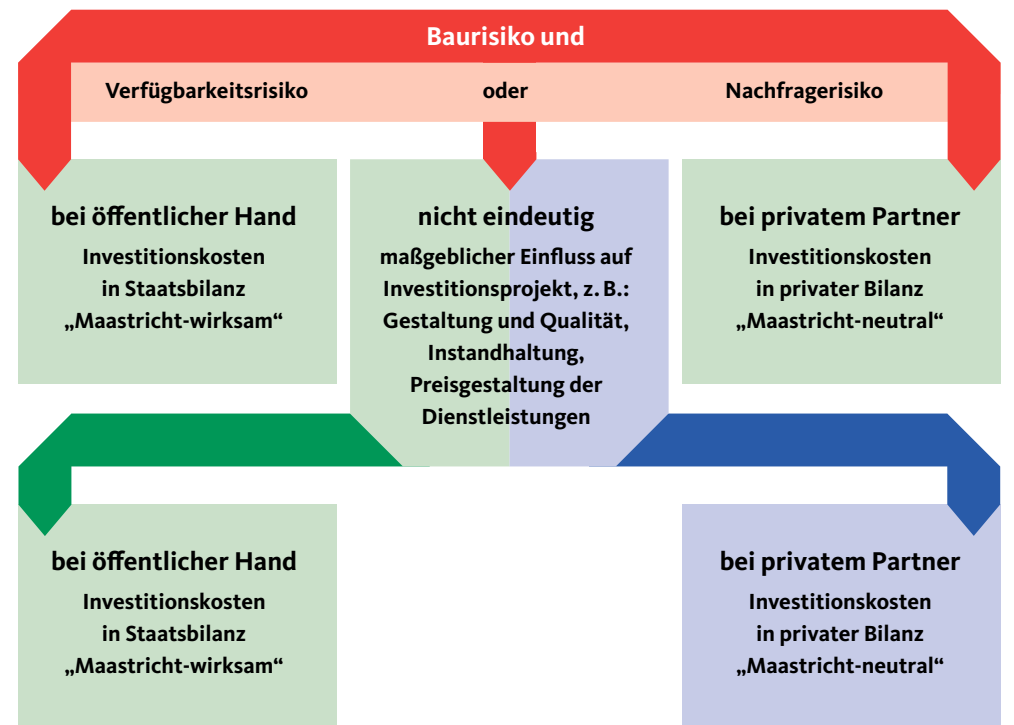 Baurisiko und
Verfügbarkeitsrisiko oder Nachfragerisiko
bei öffentlicher Hand
Investitionskosten
in Staatsbilanz
„Maastricht-wirksam“
nicht eindeutig
maßgeblicher Einfluss auf
Investitionsprojekt, z. B.:
Gestaltung und Qualität,
Instandhaltung,
Preisgestaltung der
Dienstleistungen
bei privatem Partner
Investitionskosten
in privater Bilanz
„Maastricht-neutral“
bei öffentlicher Hand
Investitionskosten
in Staatsbilanz
„Maastricht-wirksam“
bei privatem Partner
Investitionskosten
in privater Bilanz
„Maastricht-neutral“